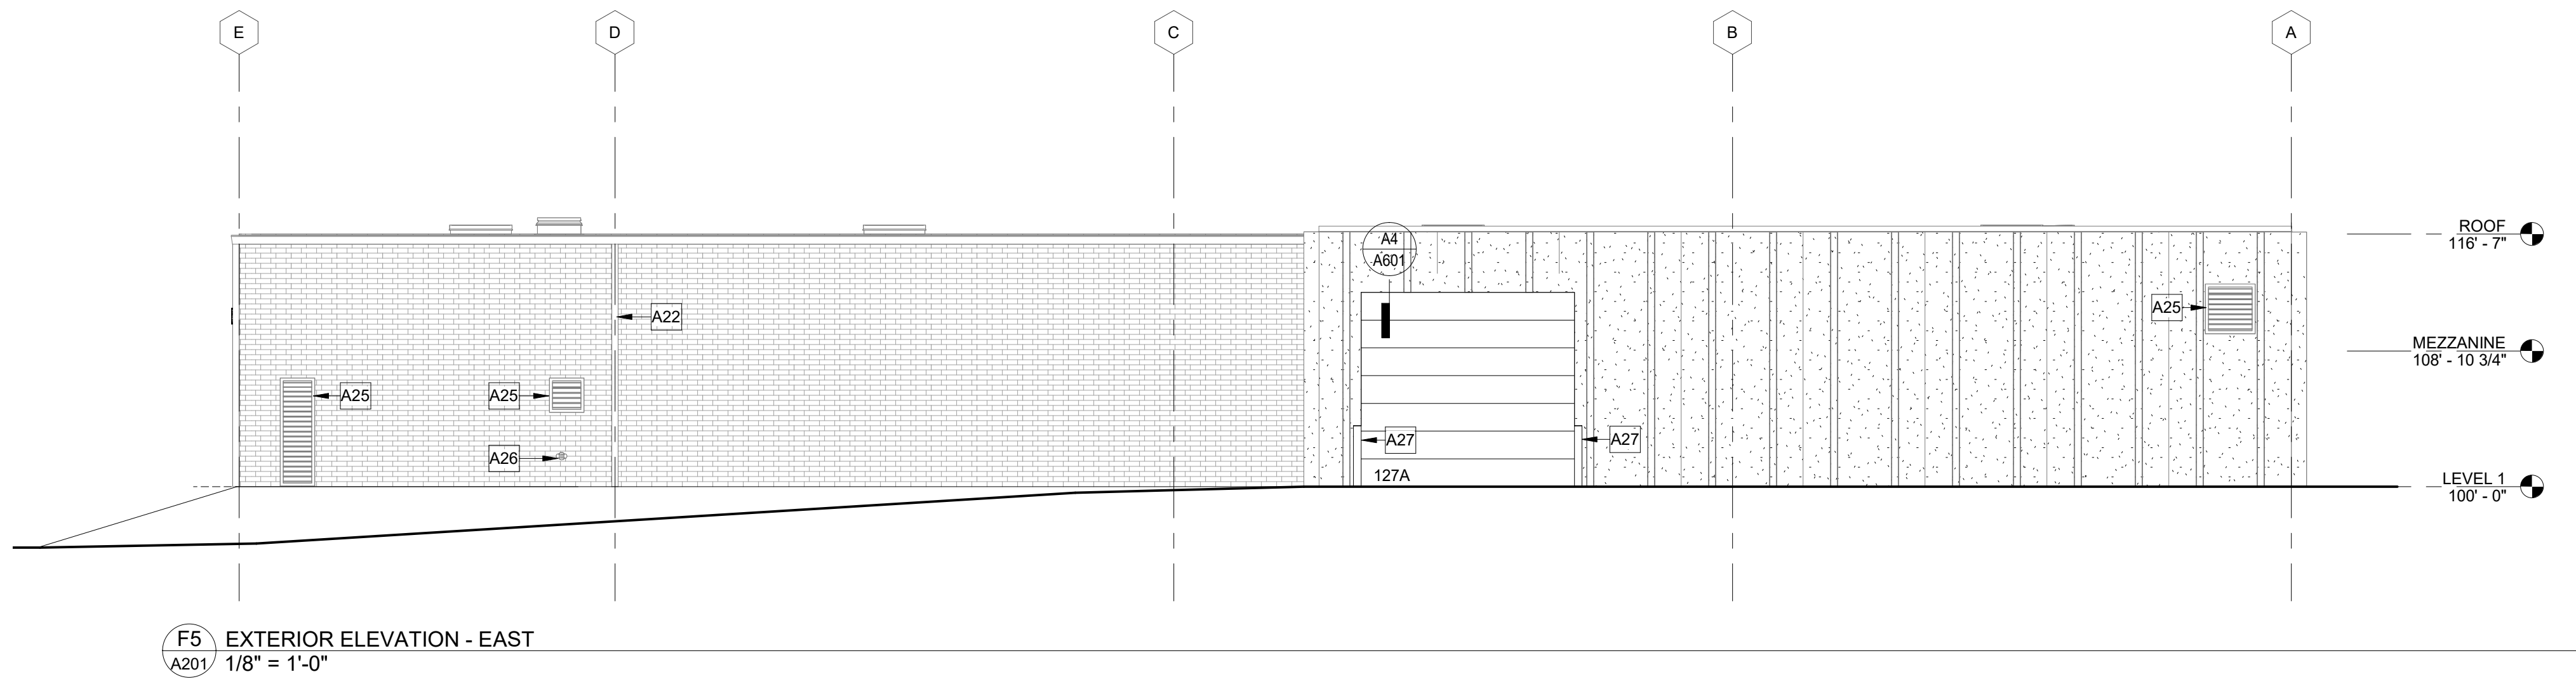 E
D
C
B
A
A4
A601
ROOF
116' - 7"
A22
A25
MEZZANINE
108' - 10 3/4"
A25
A25
A26
A27
A27
127A
LEVEL 1
100' - 0"
F5
A201
EXTERIOR ELEVATION - EAST
1/8" = 1'-0"